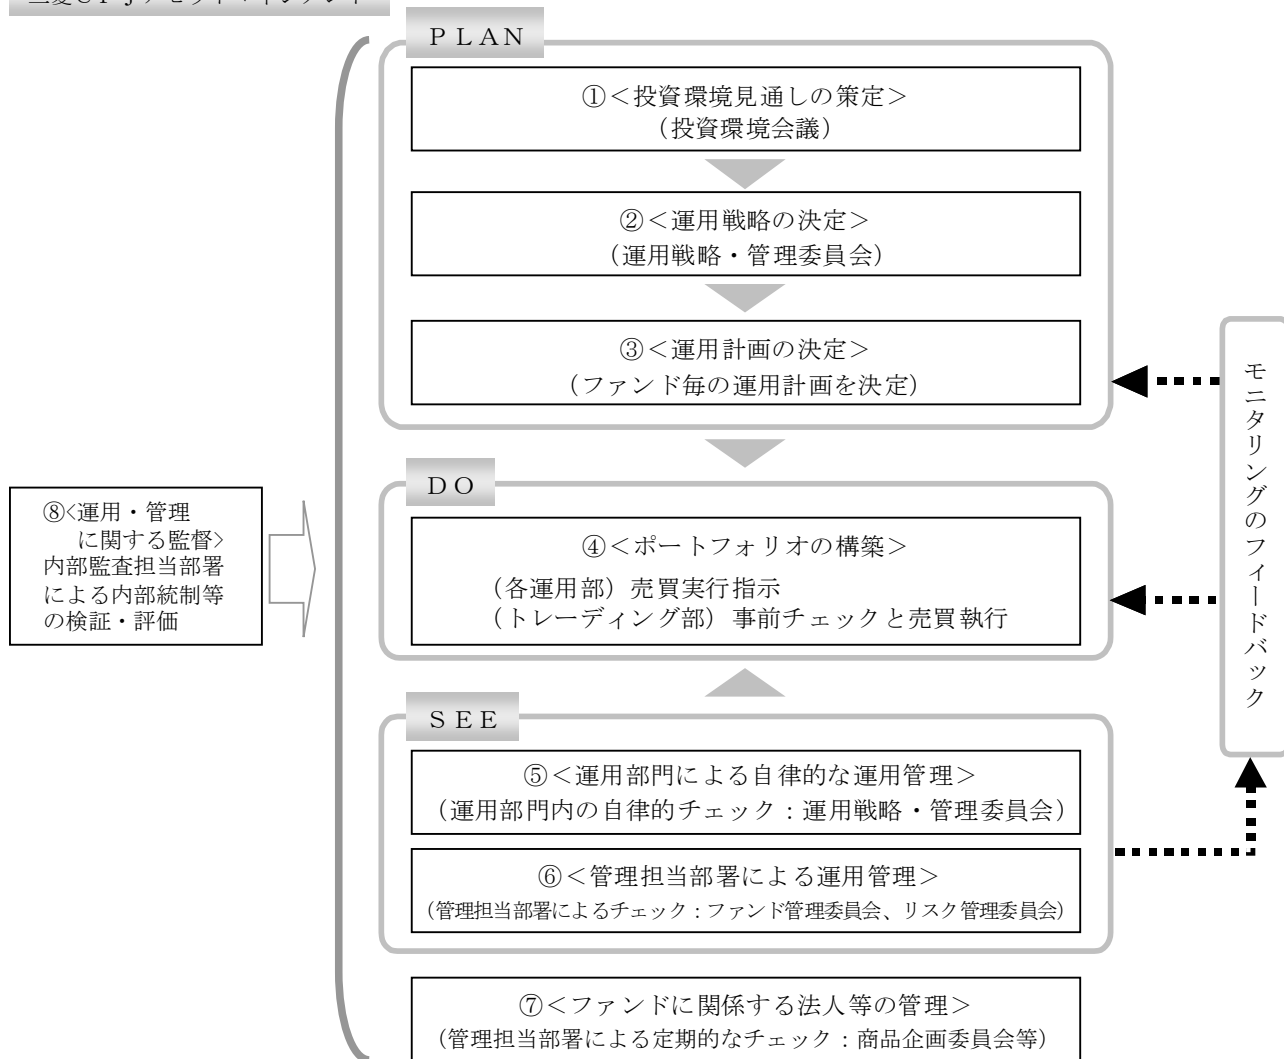 ＰＬＡＮ
①＜投資環境見通しの策定＞
（投資環境会議）
②＜運用戦略の決定＞
（運用戦略・管理委員会）
③＜運用計画の決定＞
（ファンド毎の運用計画を決定）
ＤＯ
④＜ポートフォリオの構築＞
（各運用部）売買実行指示
（トレーディング部）事前チェックと売買執行
ＳＥＥ
⑤＜運用部門による自律的な運用管理＞
（運用部門内の自律的チェック：運用戦略・管理委員会）
⑥＜管理担当部署による運用管理＞
（管理担当部署によるチェック：ファンド管理委員会、リスク管理委員会）
⑦＜ファンドに関係する法人等の管理＞
（管理担当部署による定期的なチェック：商品企画委員会等）
⑧<運用・管理
に関する監督>
内部監査担当部署
による内部統制等
の検証・評価
モニタリングのフィードバック